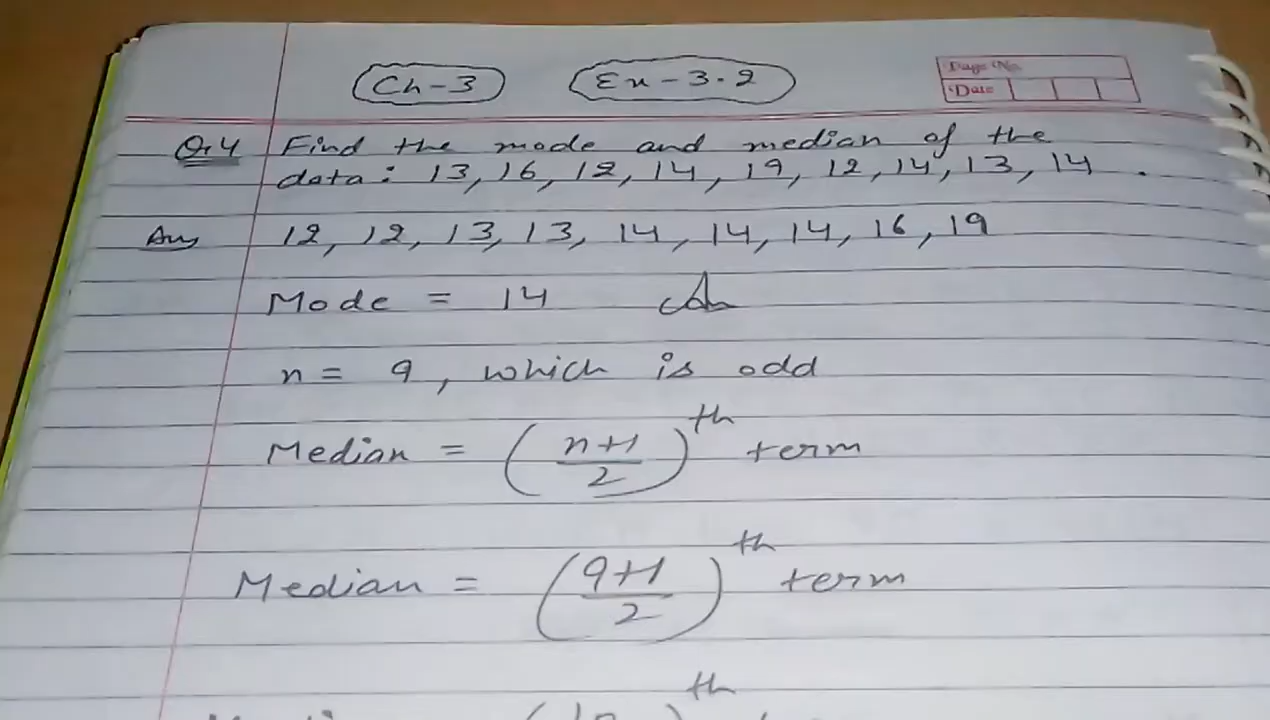 Ch-3 Ex-3.2
Page No.
Date
Q.4 Find the mode and median of the
data: 13, 16, 12, 14, 19, 12, 14, 13, 14.
Ans 12, 12, 13, 13, 14, 14, 14, 16, 19
Mode = 14 Ans
n = 9, which is odd
Median = (n+1/2)th term
Median = (9+1/2)th term
th